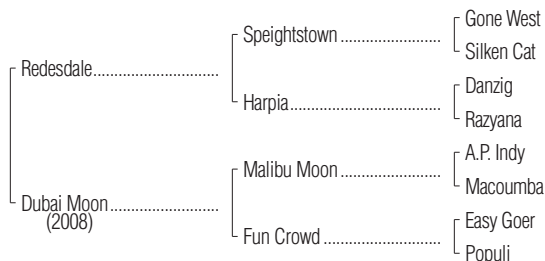 Gone West
Speightstown
Silken Cat
Redesdale
Danzig
Harpia
Razyana
A.P. Indy
Malibu Moon
Macoumba
Dubai Moon
(2008)
Easy Goer
Fun Crowd
Populi